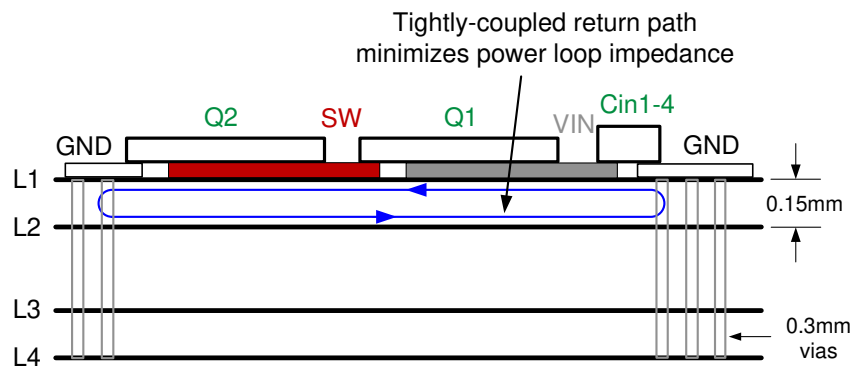 Tightly-coupled return path
minimizes power loop impedance
Cin1-4
Q2
SW
Q1
VIN
GND
GND
L1
0.15mm
L2
L3
0.3mm
vias
L4